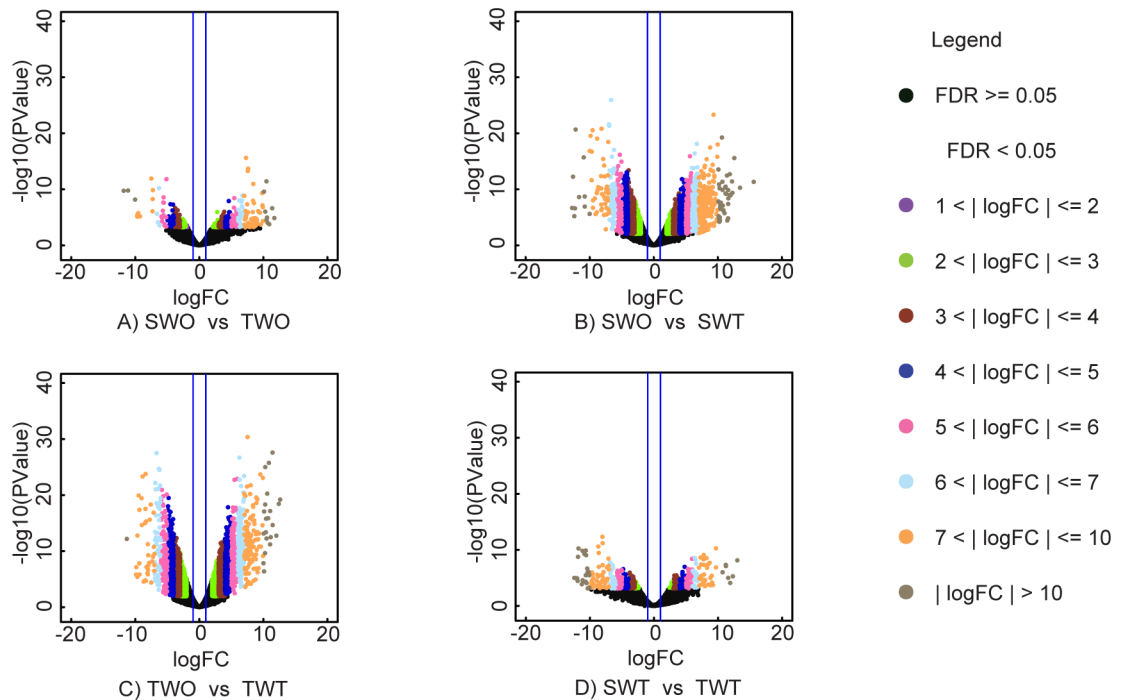 40
30
20
10
0
-log10(PValue)
-20 -10 0 10 20
logFC
A) SWO vs TWO
40
30
20
10
0
-log10(PValue)
-20 -10 0 10 20
logFC
B) SWO vs SWT
40
30
20
10
0
-log10(PValue)
-20 -10 0 10 20
logFC
C) TWO vs TWT
40
30
20
10
0
-log10(PValue)
-20 -10 0 10 20
logFC
D) SWT vs TWT
Legend
FDR >= 0.05
FDR < 0.05
1 < | logFC | <= 2
2 < | logFC | <= 3
3 < | logFC | <= 4
4 < | logFC | <= 5
5 < | logFC | <= 6
6 < | logFC | <= 7
7 < | logFC | <= 10
| logFC | > 10